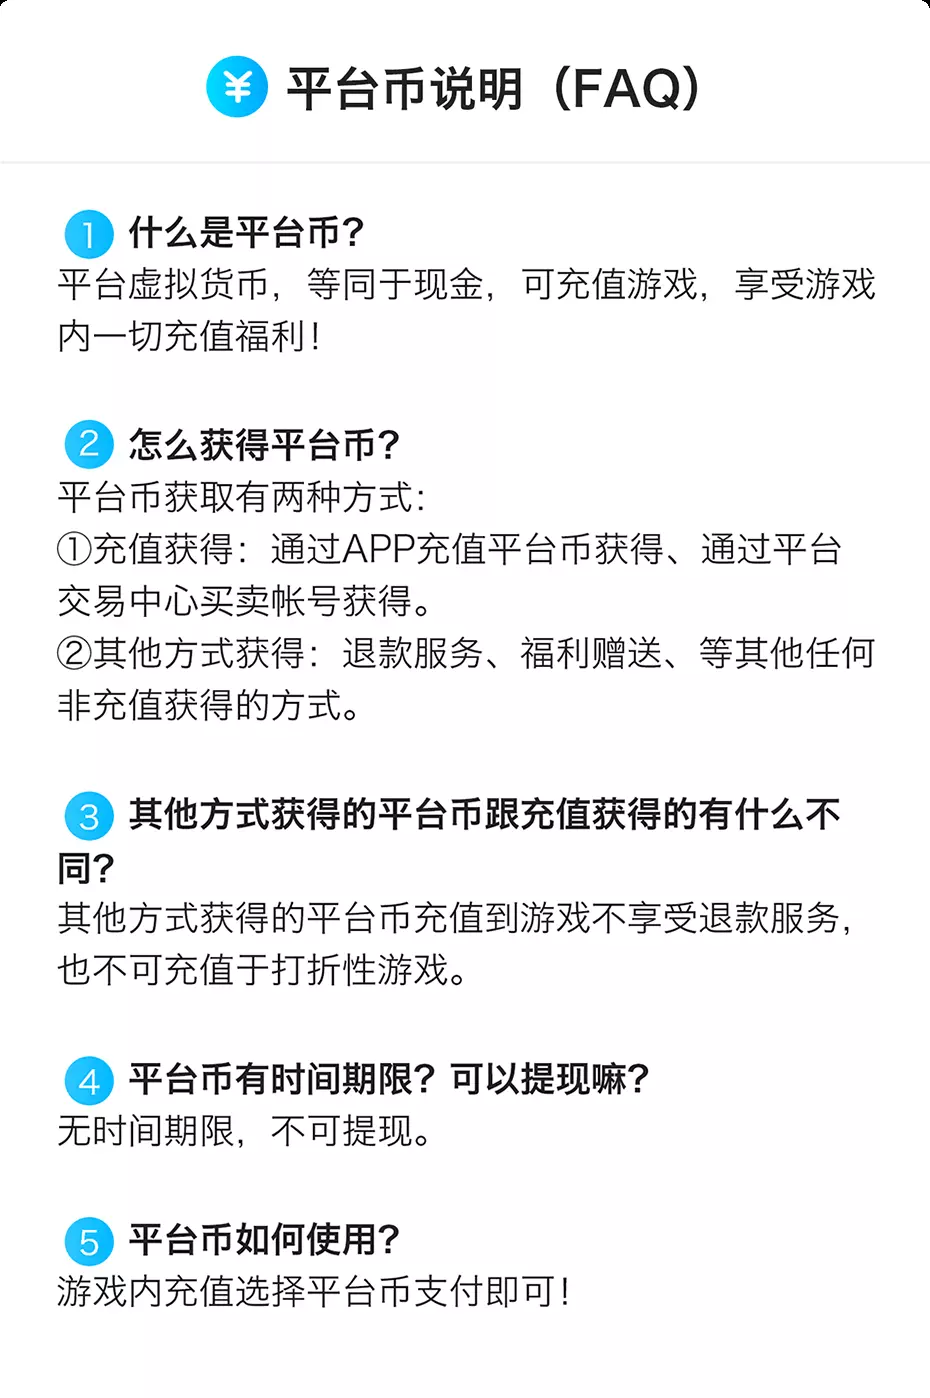 ¥ 平台币说明（FAQ）
1 什么是平台币？
平台虚拟货币，等同于现金，可充值游戏，享受游戏
内一切充值福利！
2 怎么获得平台币？
平台币获取有两种方式：
①充值获得：通过APP充值平台币获得、通过平台
交易中心买卖帐号获得。
②其他方式获得：退款服务、福利赠送、等其他任何
非充值获得的方式。
3 其他方式获得的平台币跟充值获得的有什么不
同？
其他方式获得的平台币充值到游戏不享受退款服务，
也不可充值于打折性游戏。
4 平台币有时间期限？可以提现嘛？
无时间期限，不可提现。
5 平台币如何使用？
游戏内充值选择平台币支付即可！